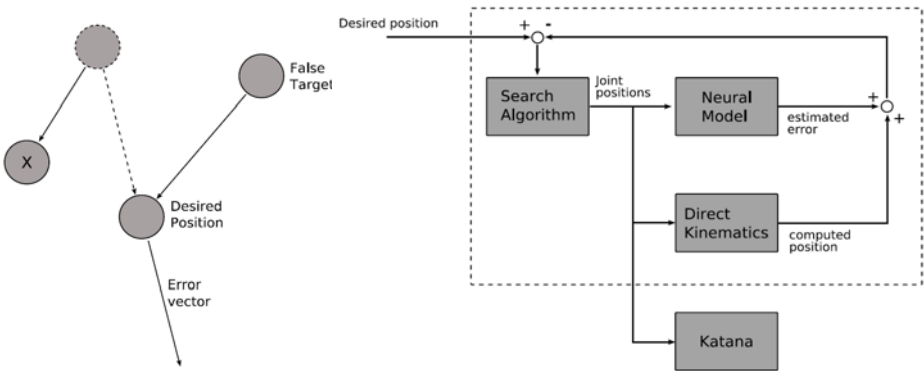 False
Target
X
Desired
Position
Error
vector
Desired position
+ -
Search
Algorithm
Joint
positions
Neural
Model
estimated
error
+
+
Direct
Kinematics
computed
position
Katana